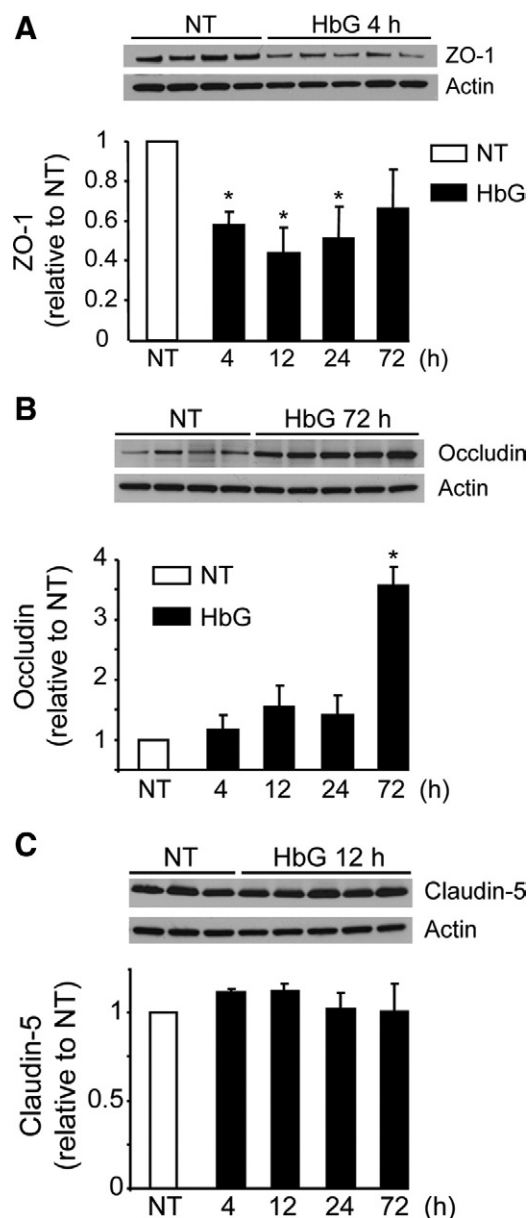 A
NT HbG 4 h
ZO-1
Actin
ZO-1
(relative to NT)
1
0.8
0.6
0.4
0.2
0
* * *
NT
HbG
NT 4 12 24 72 (h)
B
NT HbG 72 h
Occludin
Actin
Occludin
(relative to NT)
4
3
2
1
*
NT
HbG
NT 4 12 24 72 (h)
C
NT HbG 12 h
Claudin-5
Actin
Claudin-5
(relative to NT)
1
0.5
0
NT 4 12 24 72 (h)